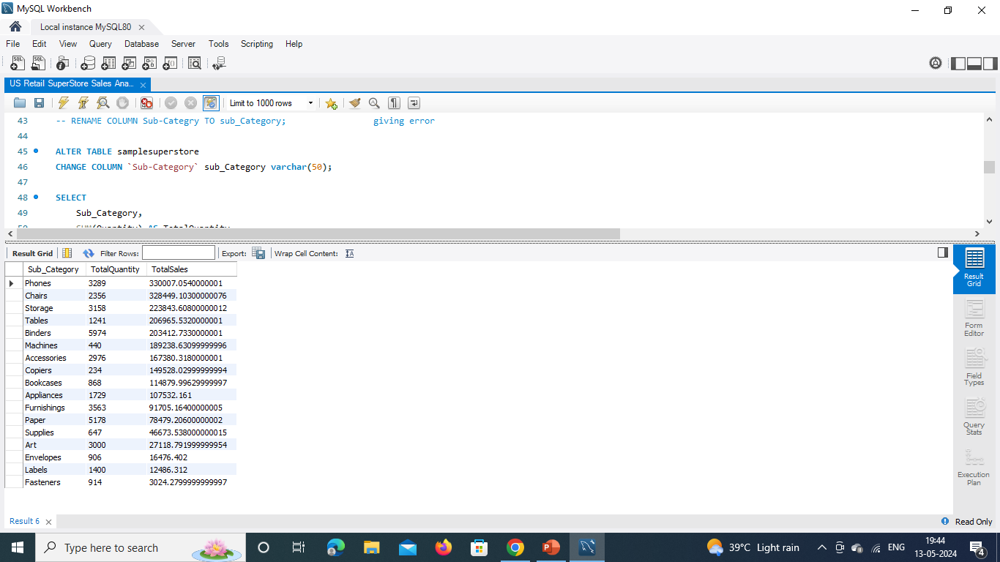 MySQL Workbench
Local instance MySQL80
File Edit View Query Database Server Tools Scripting Help
US Retail SuperStore Sales Ana...
Limit to 1000 rows
43 -- RENAME COLUMN Sub-Categry TO sub_Category; giving error
44
45 ALTER TABLE samplesuperstore
46 CHANGE COLUMN `Sub-Category` sub_Category varchar(50);
47
48 SELECT
49 Sub_Category,
50 SUM(Quantity) AS TotalQuantity,
Result Grid Filter Rows: Export: Wrap Cell Content:
Sub_Category TotalQuantity TotalSales
Phones 3289 330007.0540000001
Chairs 2356 328449.10300000076
Storage 3158 223843.60800000012
Tables 1241 206965.5320000001
Binders 5974 203412.7330000001
Machines 440 189238.63099999996
Accessories 2976 167380.3180000001
Copiers 234 149528.02999999994
Bookcases 868 114879.99629999997
Appliances 1729 107532.161
Furnishings 3563 91705.16400000005
Paper 5178 78479.20600000002
Supplies 647 46673.538000000015
Art 3000 27118.791999999954
Envelopes 906 16476.402
Labels 1400 12486.312
Fasteners 914 3024.2799999999997
Result
Grid
Form
Editor
Field
Types
Query
Stats
Execution
Plan
Result 6
Read Only
Type here to search
39°C Light rain
ENG
19:44
13-05-2024
4